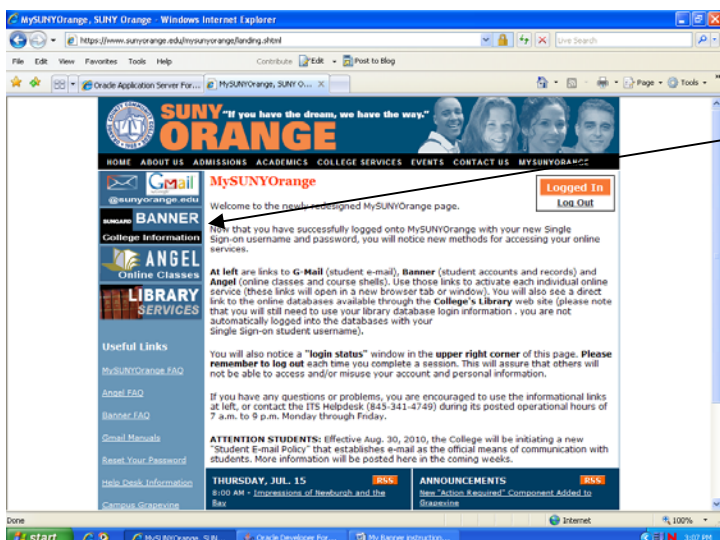 MySUNYOrange, SUNY Orange - Windows Internet Explorer
https://www.sunyorange.edu/mysunyorange/landing.shtml
Live Search
File Edit View Favorites Tools Help Contribute Edit Post to Blog
Oracle Application Server For... MySUNYOrange, SUNY O... Page Tools
SUNY "If you have the dream, we have the way."
ORANGE
HOME ABOUT US ADMISSIONS ACADEMICS COLLEGE SERVICES EVENTS CONTACT US MYSUNYORANGE
Gmail
@sunyorange.edu
SUNGARD BANNER
College Information
ANGEL
Online Classes
LIBRARY
SERVICES
Useful Links
MySUNYOrange FAQ
Angel FAQ
Banner FAQ
Gmail Manuals
Reset Your Password
Help Desk Information
Campus Grapevine
MySUNYOrange
Logged In
Log Out
Welcome to the newly redesigned MySUNYOrange page.
Now that you have successfully logged onto MySUNYOrange with your new Single
Sign-on username and password, you will notice new methods for accessing your online
services.
At left are links to G-Mail (student e-mail), Banner (student accounts and records) and
Angel (online classes and course shells). Use those links to activate each individual online
service (these links will open in a new browser tab or window). You will also see a direct
link to the online databases available through the College's Library web site (please note
that you will still need to use your library database login information . you are not
automatically logged into the databases with your
Single Sign-on student username).
You will also notice a "login status" window in the upper right corner of this page. Please
remember to log out each time you complete a session. This will assure that others will
not be able to access and/or misuse your account and personal information.
If you have any questions or problems, you are encouraged to use the informational links
at left, or contact the ITS Helpdesk (845-341-4749) during its posted operational hours of
7 a.m. to 9 p.m. Monday through Friday.
ATTENTION STUDENTS: Effective Aug. 30, 2010, the College will be initiating a new
"Student E-mail Policy" that establishes e-mail as the official means of communication with
students. More information will be posted here in the coming weeks.
THURSDAY, JUL. 15 RSS
8:00 AM - Impressions of Newburgh and the
Bay
ANNOUNCEMENTS RSS
New "Action Required" Component Added to
Grapevine
Done Internet 100%
start MySUNYOrange, SUN... Oracle Developer For... My Banner instruction... 3:07 PM